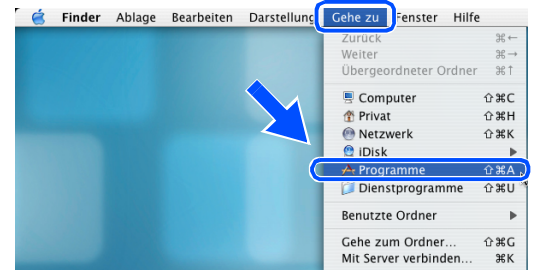 Finder Ablage Bearbeiten Darstellung Gehe zu Fenster Hilfe
Zurück ⌘←
Weiter ⌘→
Übergeordneter Ordner ⌘↑
Computer ⇧⌘C
Privat ⇧⌘H
Netzwerk ⇧⌘K
iDisk
Programme ⇧⌘A
Dienstprogramme ⇧⌘U
Benutzte Ordner
Gehe zum Ordner... ⇧⌘G
Mit Server verbinden... ⌘K